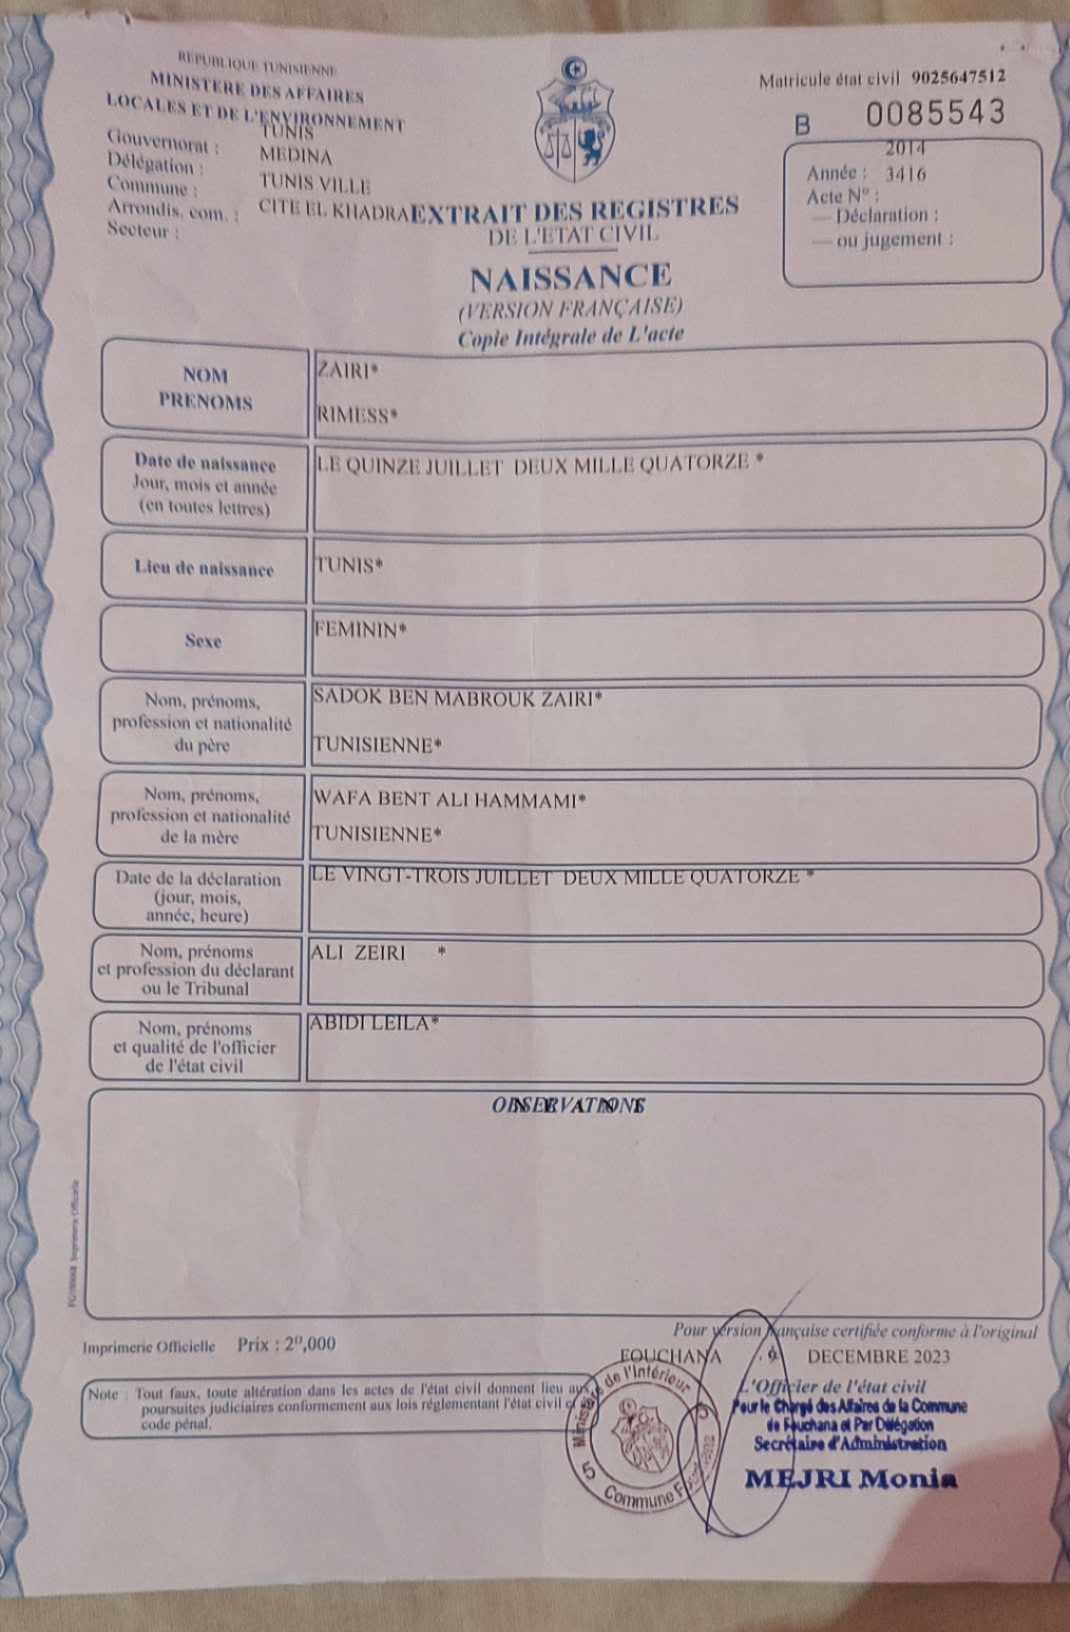 REPUBLIQUE TUNISIENNE
MINISTERE DES AFFAIRES
LOCALES ET DE L'ENVIRONNEMENT
Gouvernorat : TUNIS
Délégation : MEDINA
Commune : TUNIS VILLE
Arrondis. com. : CITE EL KHADRA
Secteur :
Matricule état civil 9025647512
B 0085543
2014
Année : 3416
Acte N° :
— Déclaration :
— ou jugement :
EXTRAIT DES REGISTRES
DE L'ETAT CIVIL
NAISSANCE
(VERSION FRANÇAISE)
Copie Intégrale de L'acte
NOM
PRENOMS
ZAIRI*
RIMESS*
Date de naissance
Jour, mois et année
(en toutes lettres)
LE QUINZE JUILLET DEUX MILLE QUATORZE *
Lieu de naissance
TUNIS*
Sexe
FEMININ*
Nom, prénoms,
profession et nationalité
du père
SADOK BEN MABROUK ZAIRI*
TUNISIENNE*
Nom, prénoms,
profession et nationalité
de la mère
WAFA BENT ALI HAMMAMI*
TUNISIENNE*
Date de la déclaration
(jour, mois,
année, heure)
LE VINGT-TROIS JUILLET DEUX MILLE QUATORZE *
Nom, prénoms
et profession du déclarant
ou le Tribunal
ALI ZEIRI *
Nom, prénoms
et qualité de l'officier
de l'état civil
ABIDI LEILA*
OBSERVATIONS
Imprimerie Officielle
Imprimerie Officielle Prix : 2ᴰ,000
Note : Tout faux, toute altération dans les actes de l'état civil donnent lieu aux
poursuites judiciaires conformement aux lois réglementant l'état civil
code pénal.
Pour version française certifiée conforme à l'original
FOUCHANA DECEMBRE 2023
L'Officier de l'état civil
Pour le Chargé des Affaires de la Commune
de Fouchana et Par Délégation
Secrétaire d'Administration
MEJRI Monia
Ministère de l'Intérieur
5 Commune